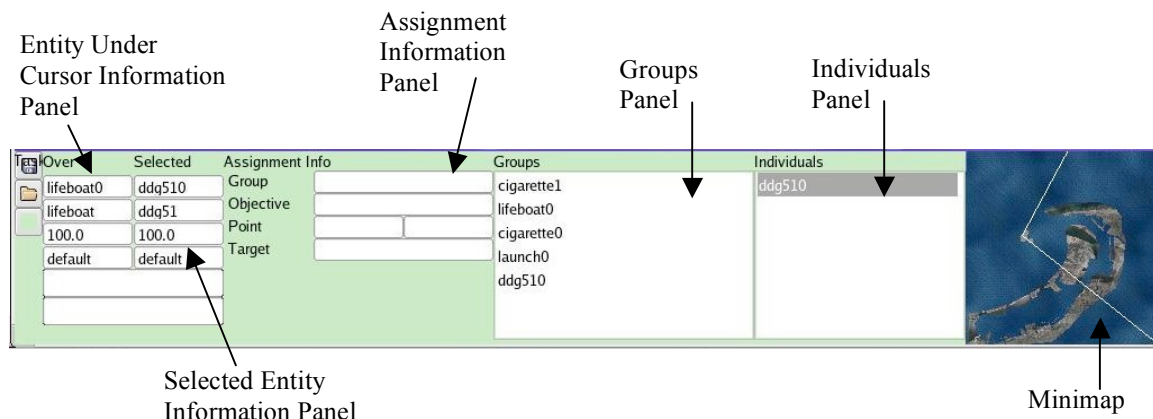 Assignment
Information
Panel
Entity Under
Cursor Information
Panel
Groups
Panel
Individuals
Panel
Over Selected Assignment Info Groups Individuals
lifeboat0 ddg510 Group
lifeboat ddg51 Objective
100.0 100.0 Point
default default Target
cigarette1
lifeboat0
cigarette0
launch0
ddg510
ddg510
Selected Entity
Information Panel
Minimap